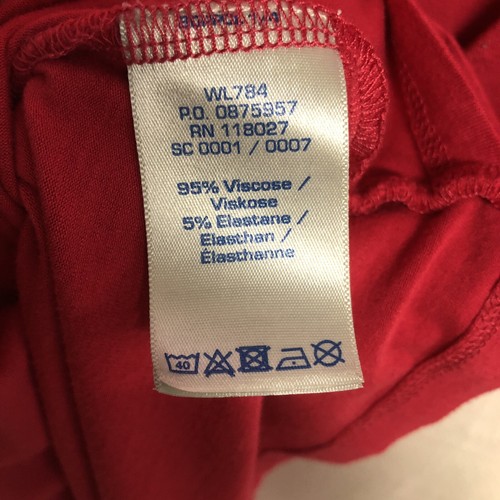 WL784
P.O. 0875957
RN 118027
SC 0001 / 0007
95% Viscose /
Viskose
5% Elastane /
Elasthan /
Élasthanne
40